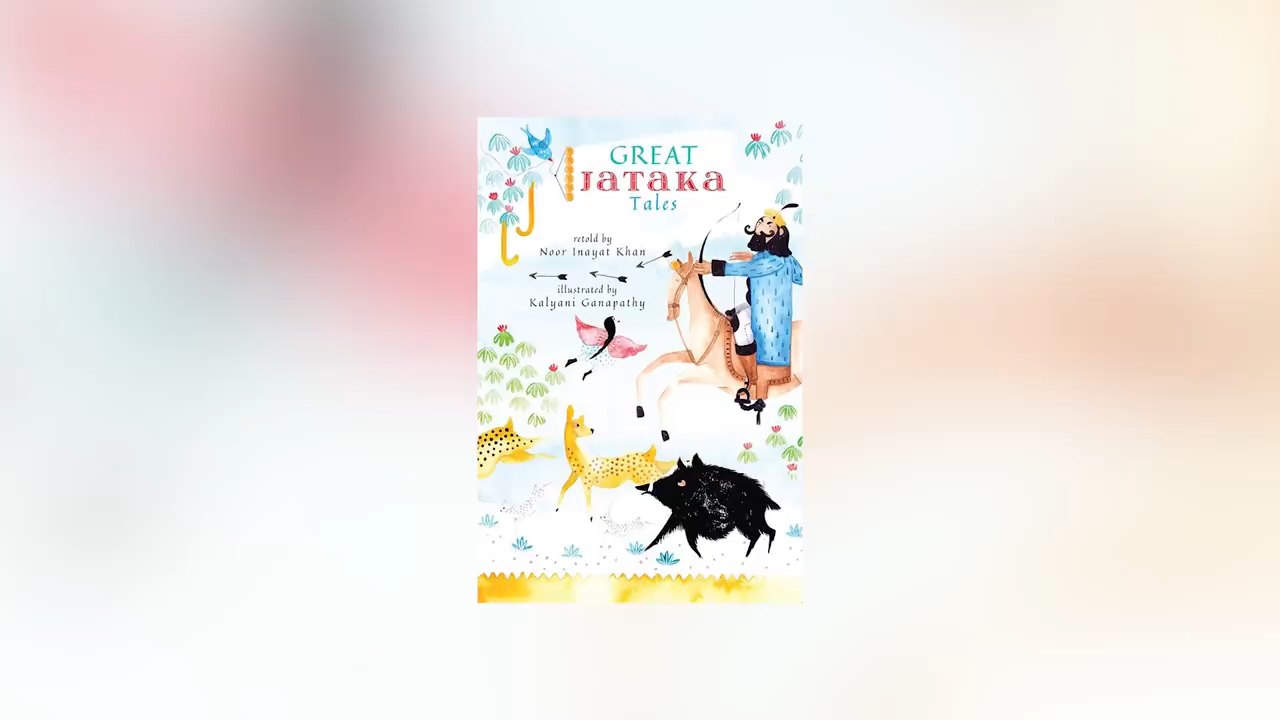 GREAT
JATAKA
Tales
retold by
Noor Inayat Khan
illustrated by
Kalyani Ganapathy